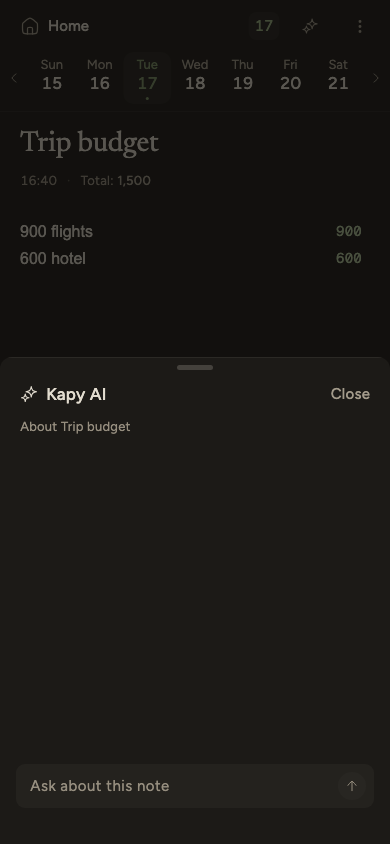 Home 17
Sun Mon Tue Wed Thu Fri Sat
15 16 17 18 19 20 21
Trip budget
16:40 · Total: 1,500
900 flights 900
600 hotel 600
Kapy AI Close
About Trip budget
Ask about this note